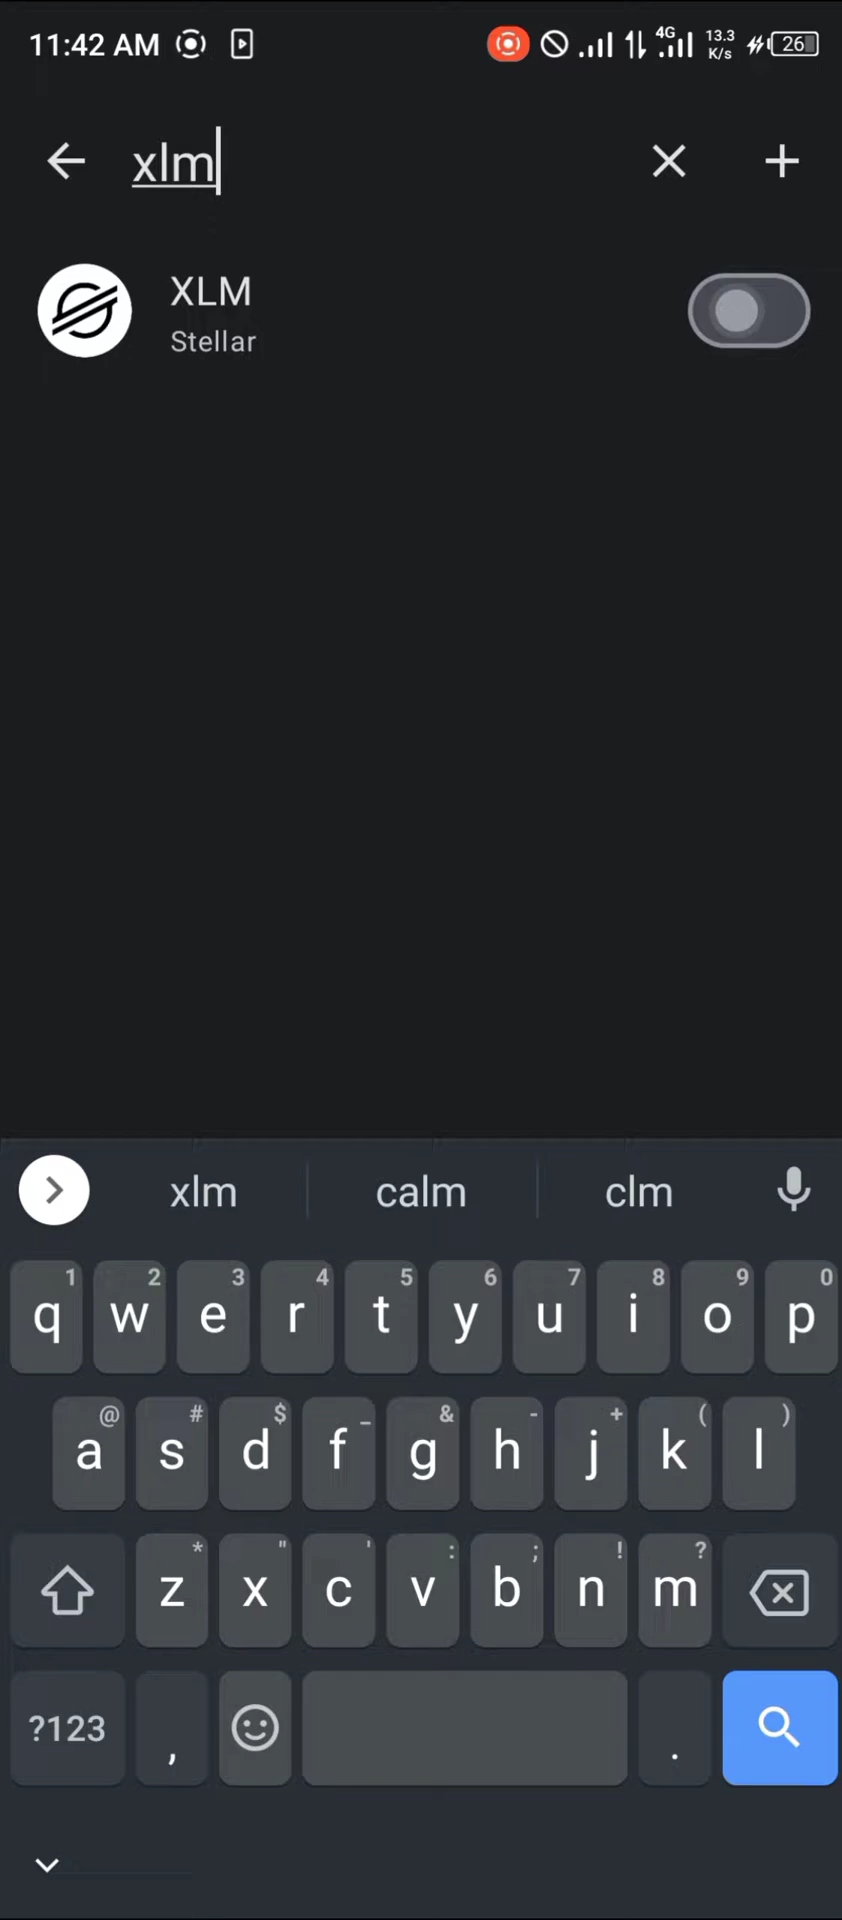 11:42 AM 4G 13.3 K/s 26
xlm
XLM
Stellar
xlm calm clm
1 2 3 4 5 6 7 8 9 0
q w e r t y u i o p
@ # $ _ & - + ( )
a s d f g h j k l
* " ' : ; ! ?
z x c v b n m
?123 , .